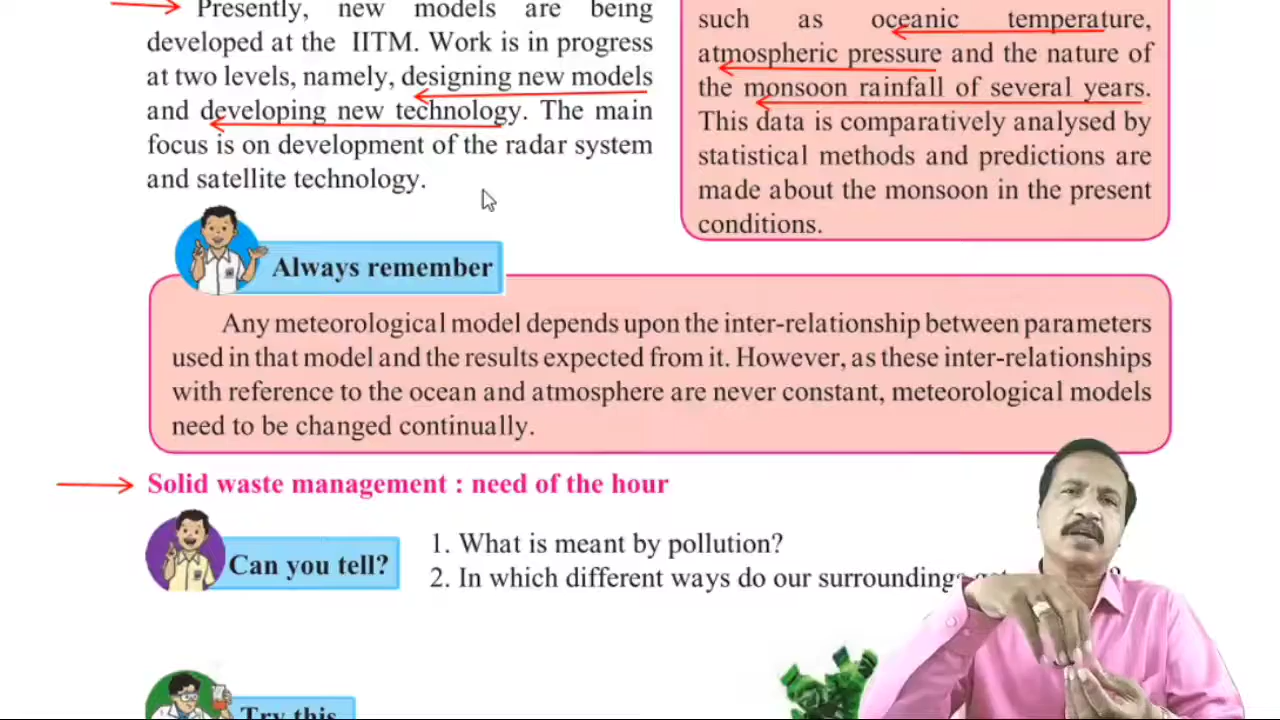 Presently, new models are being
developed at the IITM. Work is in progress
at two levels, namely, designing new models
and developing new technology. The main
focus is on development of the radar system
and satellite technology.
such as oceanic temperature,
atmospheric pressure and the nature of
the monsoon rainfall of several years.
This data is comparatively analysed by
statistical methods and predictions are
made about the monsoon in the present
conditions.
Always remember
Any meteorological model depends upon the inter-relationship between parameters
used in that model and the results expected from it. However, as these inter-relationships
with reference to the ocean and atmosphere are never constant, meteorological models
need to be changed continually.
Solid waste management : need of the hour
Can you tell?
1. What is meant by pollution?
2. In which different ways do our surroundings
Try this